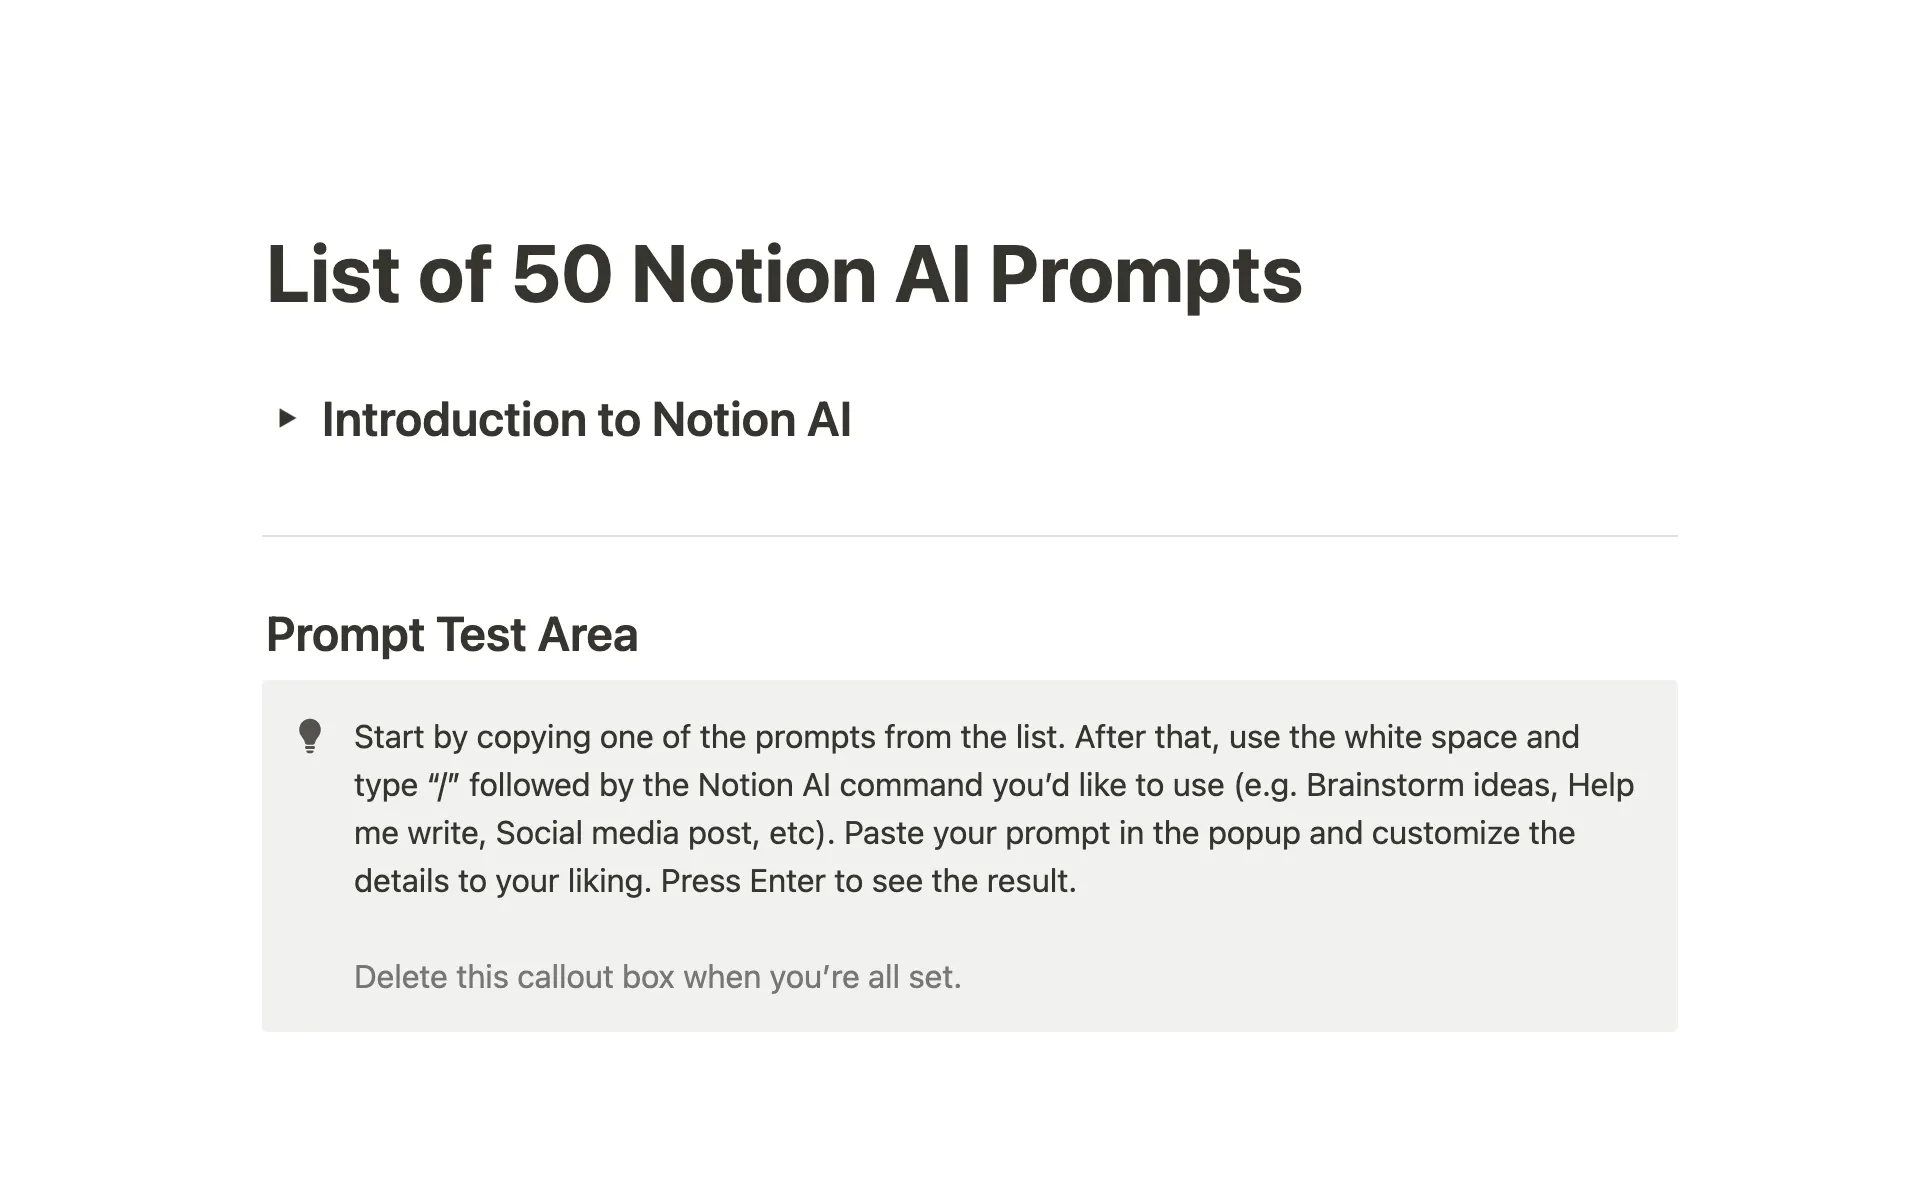 List of 50 Notion AI Prompts
Introduction to Notion AI
Prompt Test Area
Start by copying one of the prompts from the list. After that, use the white space and
type “/” followed by the Notion AI command you’d like to use (e.g. Brainstorm ideas, Help
me write, Social media post, etc). Paste your prompt in the popup and customize the
details to your liking. Press Enter to see the result.
Delete this callout box when you’re all set.